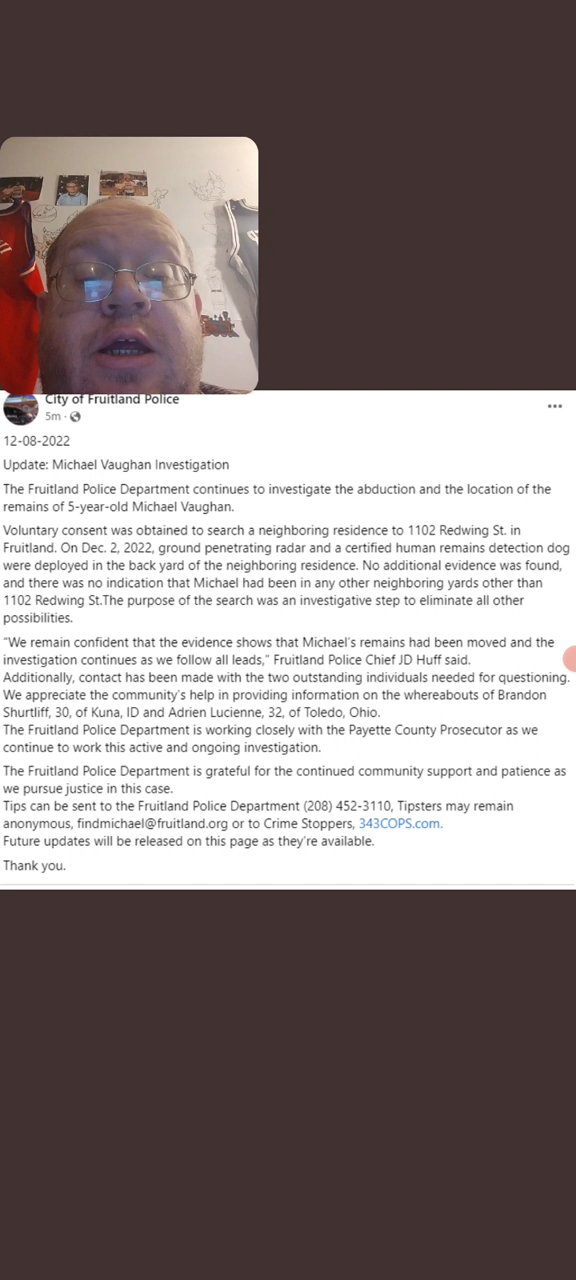 City of Fruitland Police
5m ·
12-08-2022
Update: Michael Vaughan Investigation
The Fruitland Police Department continues to investigate the abduction and the location of the
remains of 5-year-old Michael Vaughan.
Voluntary consent was obtained to search a neighboring residence to 1102 Redwing St. in
Fruitland. On Dec. 2, 2022, ground penetrating radar and a certified human remains detection dog
were deployed in the back yard of the neighboring residence. No additional evidence was found,
and there was no indication that Michael had been in any other neighboring yards other than
1102 Redwing St.The purpose of the search was an investigative step to eliminate all other
possibilities.
“We remain confident that the evidence shows that Michael’s remains had been moved and the
investigation continues as we follow all leads,” Fruitland Police Chief JD Huff said.
Additionally, contact has been made with the two outstanding individuals needed for questioning.
We appreciate the community’s help in providing information on the whereabouts of Brandon
Shurtliff, 30, of Kuna, ID and Adrien Lucienne, 32, of Toledo, Ohio.
The Fruitland Police Department is working closely with the Payette County Prosecutor as we
continue to work this active and ongoing investigation.
The Fruitland Police Department is grateful for the continued community support and patience as
we pursue justice in this case.
Tips can be sent to the Fruitland Police Department (208) 452-3110, Tipsters may remain
anonymous, findmichael@fruitland.org or to Crime Stoppers, 343COPS.com.
Future updates will be released on this page as they’re available.
Thank you.